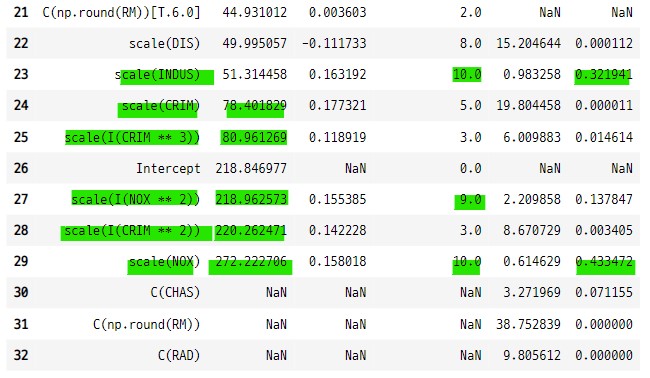 21 C(np.round(RM))[T.6.0] 44.931012 0.003603 2.0 NaN NaN
22 scale(DIS) 49.995057 -0.111733 8.0 15.204644 0.000112
23 scale(INDUS) 51.314458 0.163192 10.0 0.983258 0.321941
24 scale(CRIM) 78.401829 0.177321 5.0 19.804458 0.000011
25 scale(I(CRIM ** 3)) 80.961269 0.118919 3.0 6.009883 0.014614
26 Intercept 218.846977 NaN 0.0 NaN NaN
27 scale(I(NOX ** 2)) 218.962573 0.155385 9.0 2.209858 0.137847
28 scale(I(CRIM ** 2)) 220.262471 0.142228 3.0 8.670729 0.003405
29 scale(NOX) 272.222706 0.158018 10.0 0.614629 0.433472
30 C(CHAS) NaN NaN NaN 3.271969 0.071155
31 C(np.round(RM)) NaN NaN NaN 38.752839 0.000000
32 C(RAD) NaN NaN NaN 9.805612 0.000000